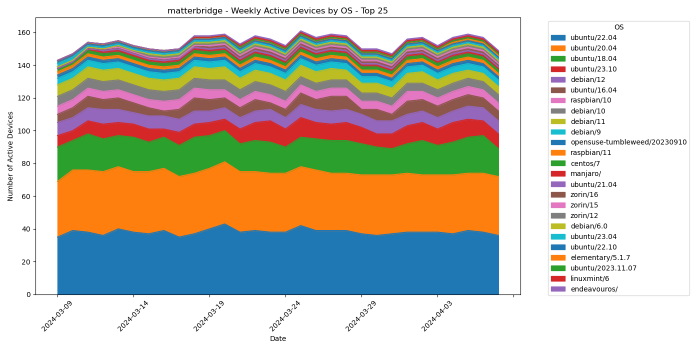 matterbridge - Weekly Active Devices by OS - Top 25
Number of Active Devices
160
140
120
100
80
60
40
20
0
2024-03-09
2024-03-14
2024-03-19
2024-03-24
2024-03-29
2024-04-03
Date
OS
ubuntu/22.04
ubuntu/20.04
ubuntu/18.04
ubuntu/23.10
debian/12
ubuntu/16.04
raspbian/10
debian/10
debian/11
debian/9
opensuse-tumbleweed/20230910
raspbian/11
centos/7
manjaro/
ubuntu/21.04
zorin/16
zorin/15
zorin/12
debian/6.0
ubuntu/23.04
ubuntu/22.10
elementary/5.1.7
ubuntu/2023.11.07
linuxmint/6
endeavouros/